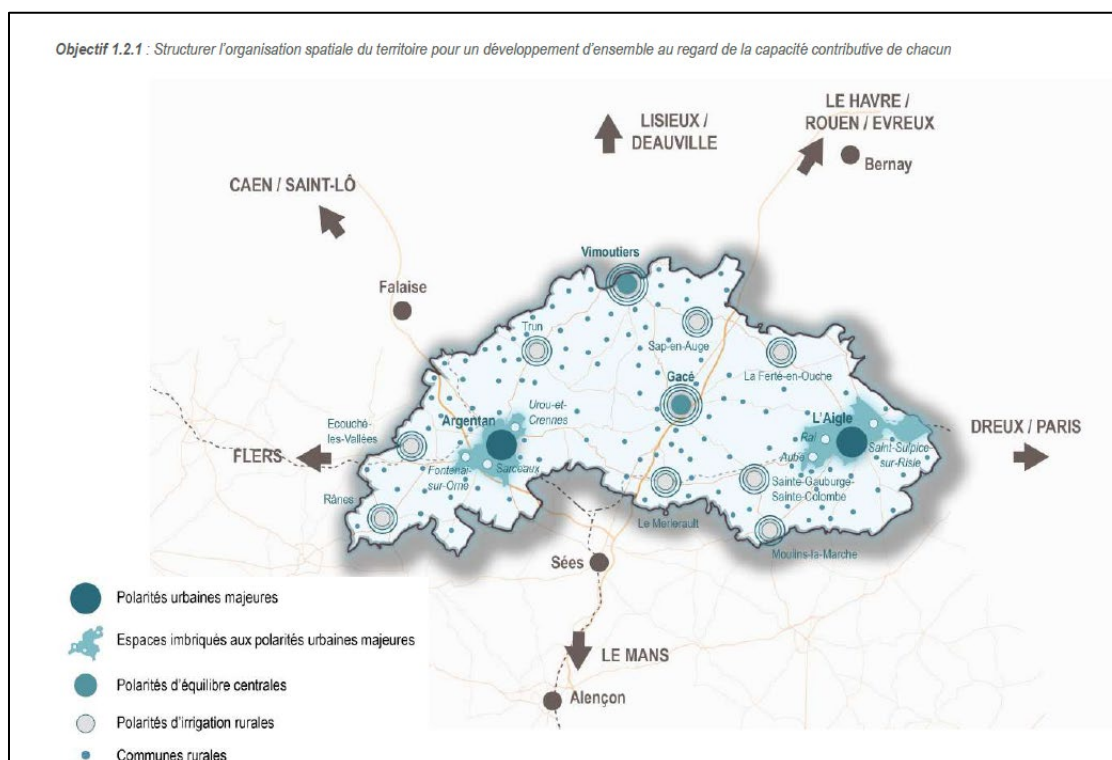 Objectif 1.2.1 : Structurer l'organisation spatiale du territoire pour un développement d'ensemble au regard de la capacité contributive de chacun
LE HAVRE /
ROUEN / EVREUX
LISIEUX /
DEAUVILLE
Bernay
CAEN / SAINT-LÔ
Vimoutiers
Falaise
Trun
Sap-en-Auge
La Ferté-en-Ouche
Gacé
Urou-et-
Crennes
Argentan
L'Aigle
Ecouché-
les-Vallées
Rai
DREUX / PARIS
FLERS
Aube
Saint-Sulpice-
sur-Risle
Fontenai-
sur-Orne
Sarceaux
Sainte-Gauburge-
Sainte-Colombe
Rânes
Le Merlerault
Moulins-la-Marche
Sées
Polarités urbaines majeures
Espaces imbriqués aux polarités urbaines majeures
LE MANS
Polarités d'équilibre centrales
Alençon
Polarités d'irrigation rurales
Communes rurales